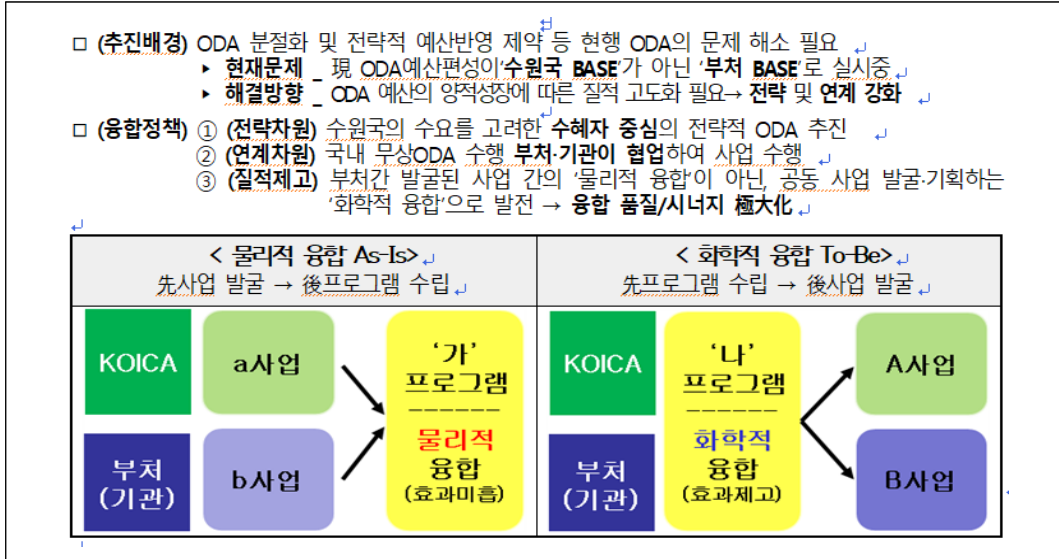 □ (추진배경) ODA 분절화 및 전략적 예산반영 제약 등 현행 ODA의 문제 해소 필요
▸ 현재문제 _ 現 ODA예산편성이‘수원국 BASE’가 아닌 ‘부처 BASE’로 실시중
▸ 해결방향 _ ODA 예산의 양적성장에 따른 질적 고도화 필요→ 전략 및 연계 강화
□ (융합정책) ① (전략차원) 수원국의 수요를 고려한 수혜자 중심의 전략적 ODA 추진
② (연계차원) 국내 무상ODA 수행 부처·기관이 협업하여 사업 수행
③ (질적제고) 부처간 발굴된 사업 간의 ‘물리적 융합’이 아닌, 공동 사업 발굴·기획하는
‘화학적 융합’으로 발전 → 융합 품질/시너지 極大化
< 물리적 융합 As-Is>
先사업 발굴 → 後프로그램 수립
KOICA
a사업
부처
(기관)
b사업
‘가’
프로그램
------
물리적
융합
(효과미흡)
< 화학적 융합 To-Be>
先프로그램 수립 → 後사업 발굴
KOICA
부처
(기관)
‘나’
프로그램
------
화학적
융합
(효과제고)
A사업
B사업